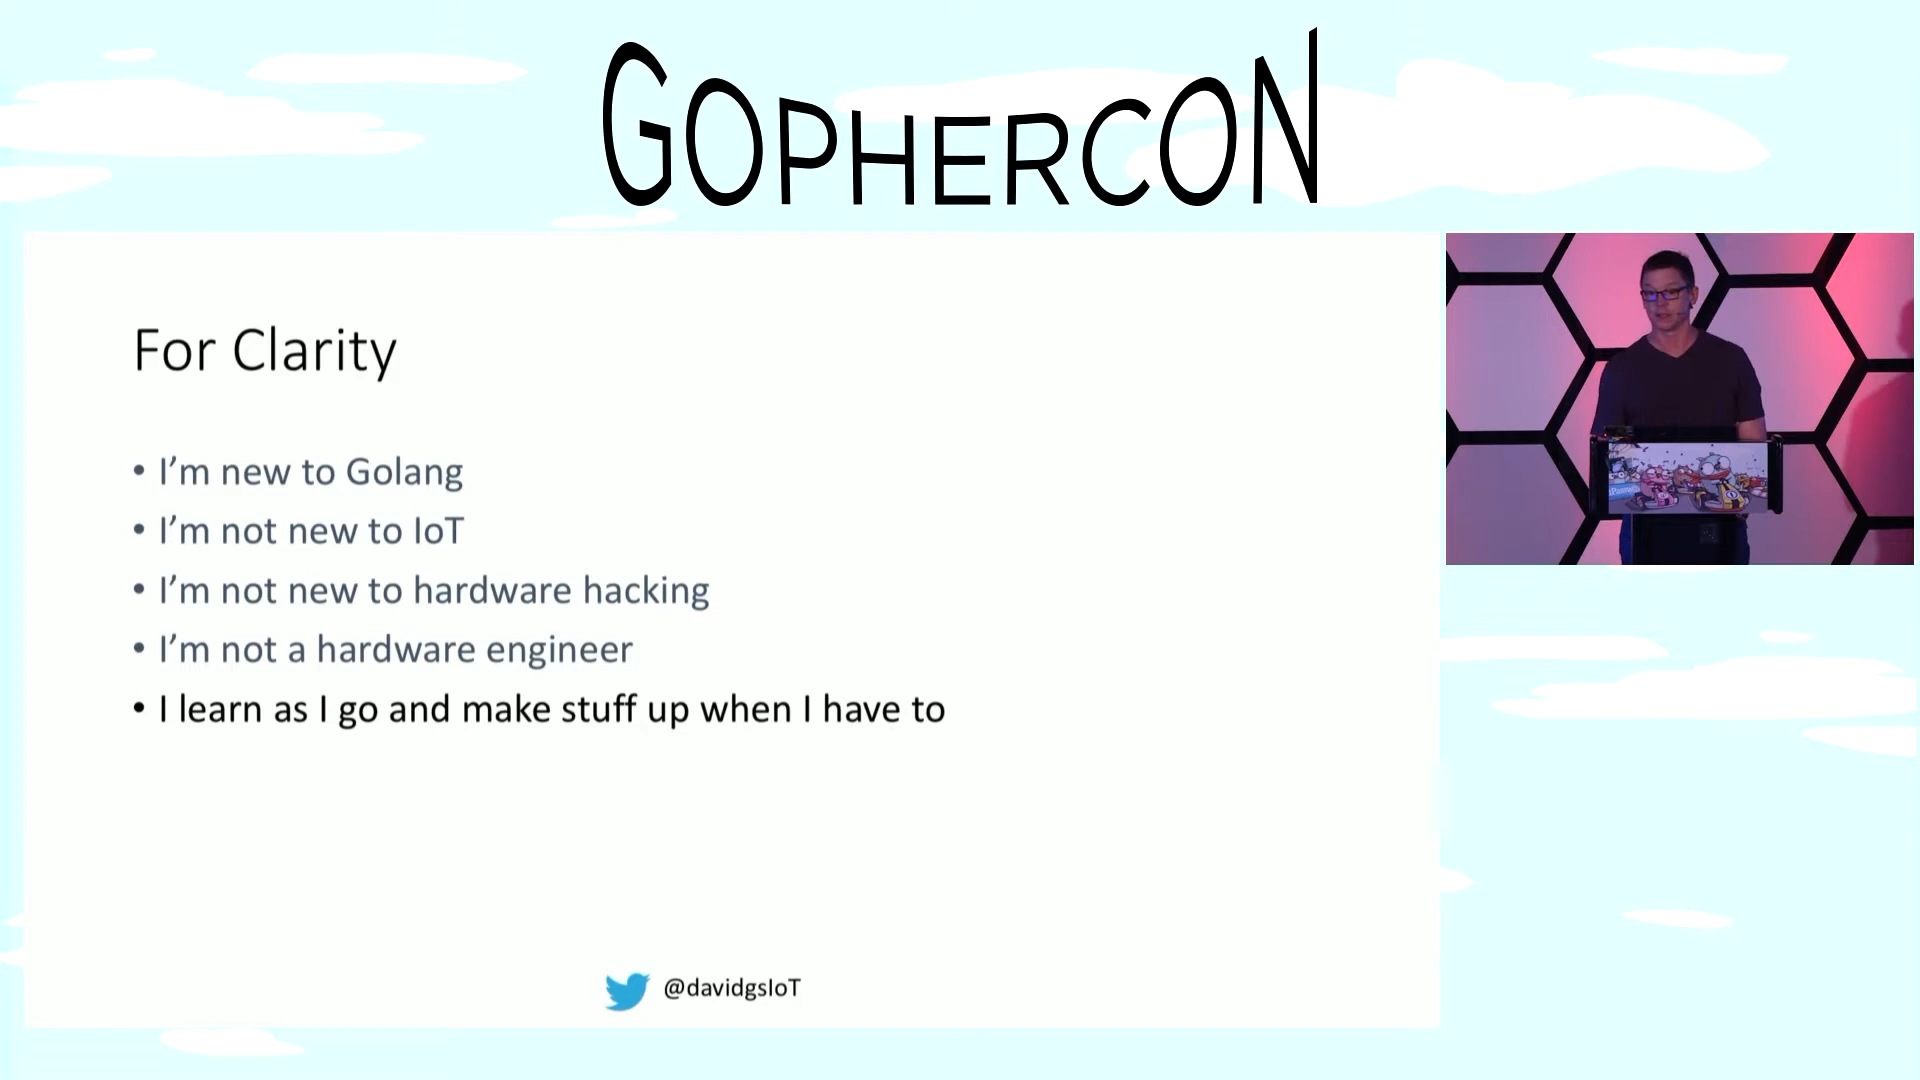 GOPHERCON
For Clarity
• I’m new to Golang
• I’m not new to IoT
• I’m not new to hardware hacking
• I’m not a hardware engineer
• I learn as I go and make stuff up when I have to
@davidgsIoT